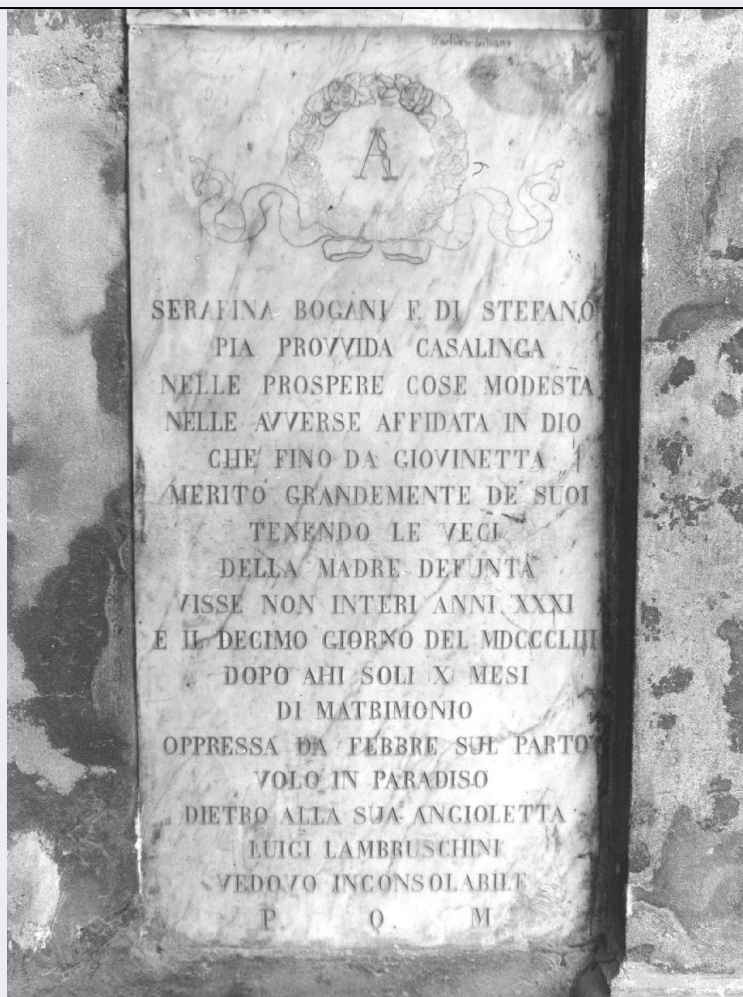 A
SERAFINA BOGANI F. DI STEFANO
PIA PROVVIDA CASALINGA
NELLE PROSPERE COSE MODESTA
NELLE AVVERSE AFFIDATA IN DIO
CHE FINO DA GIOVINETTA
MERITO GRANDEMENTE DE SUOI
TENENDO LE VECI
DELLA MADRE DEFUNTA
VISSE NON INTERI ANNI XXXI
E IL DECIMO GIORNO DEL MDCCCLIII
DOPO AHI SOLI X MESI
DI MATRIMONIO
OPPRESSA DA FEBBRE SUL PARTO
VOLO IN PARADISO
DIETRO ALLA SUA ANGIOLETTA
LUIGI LAMBRUSCHINI
VEDOVO INCONSOLABILE
P. Q. M